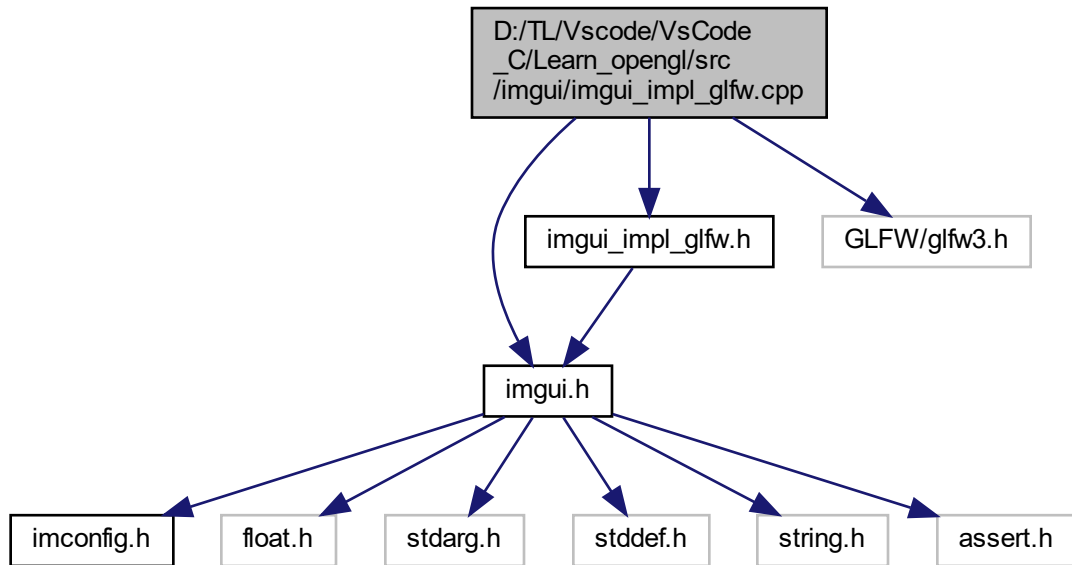 D:/TL/Vscode/VsCode
_C/Learn_opengl/src
/imgui/imgui_impl_glfw.cpp
imgui_impl_glfw.h
GLFW/glfw3.h
imgui.h
imconfig.h
float.h
stdarg.h
stddef.h
string.h
assert.h